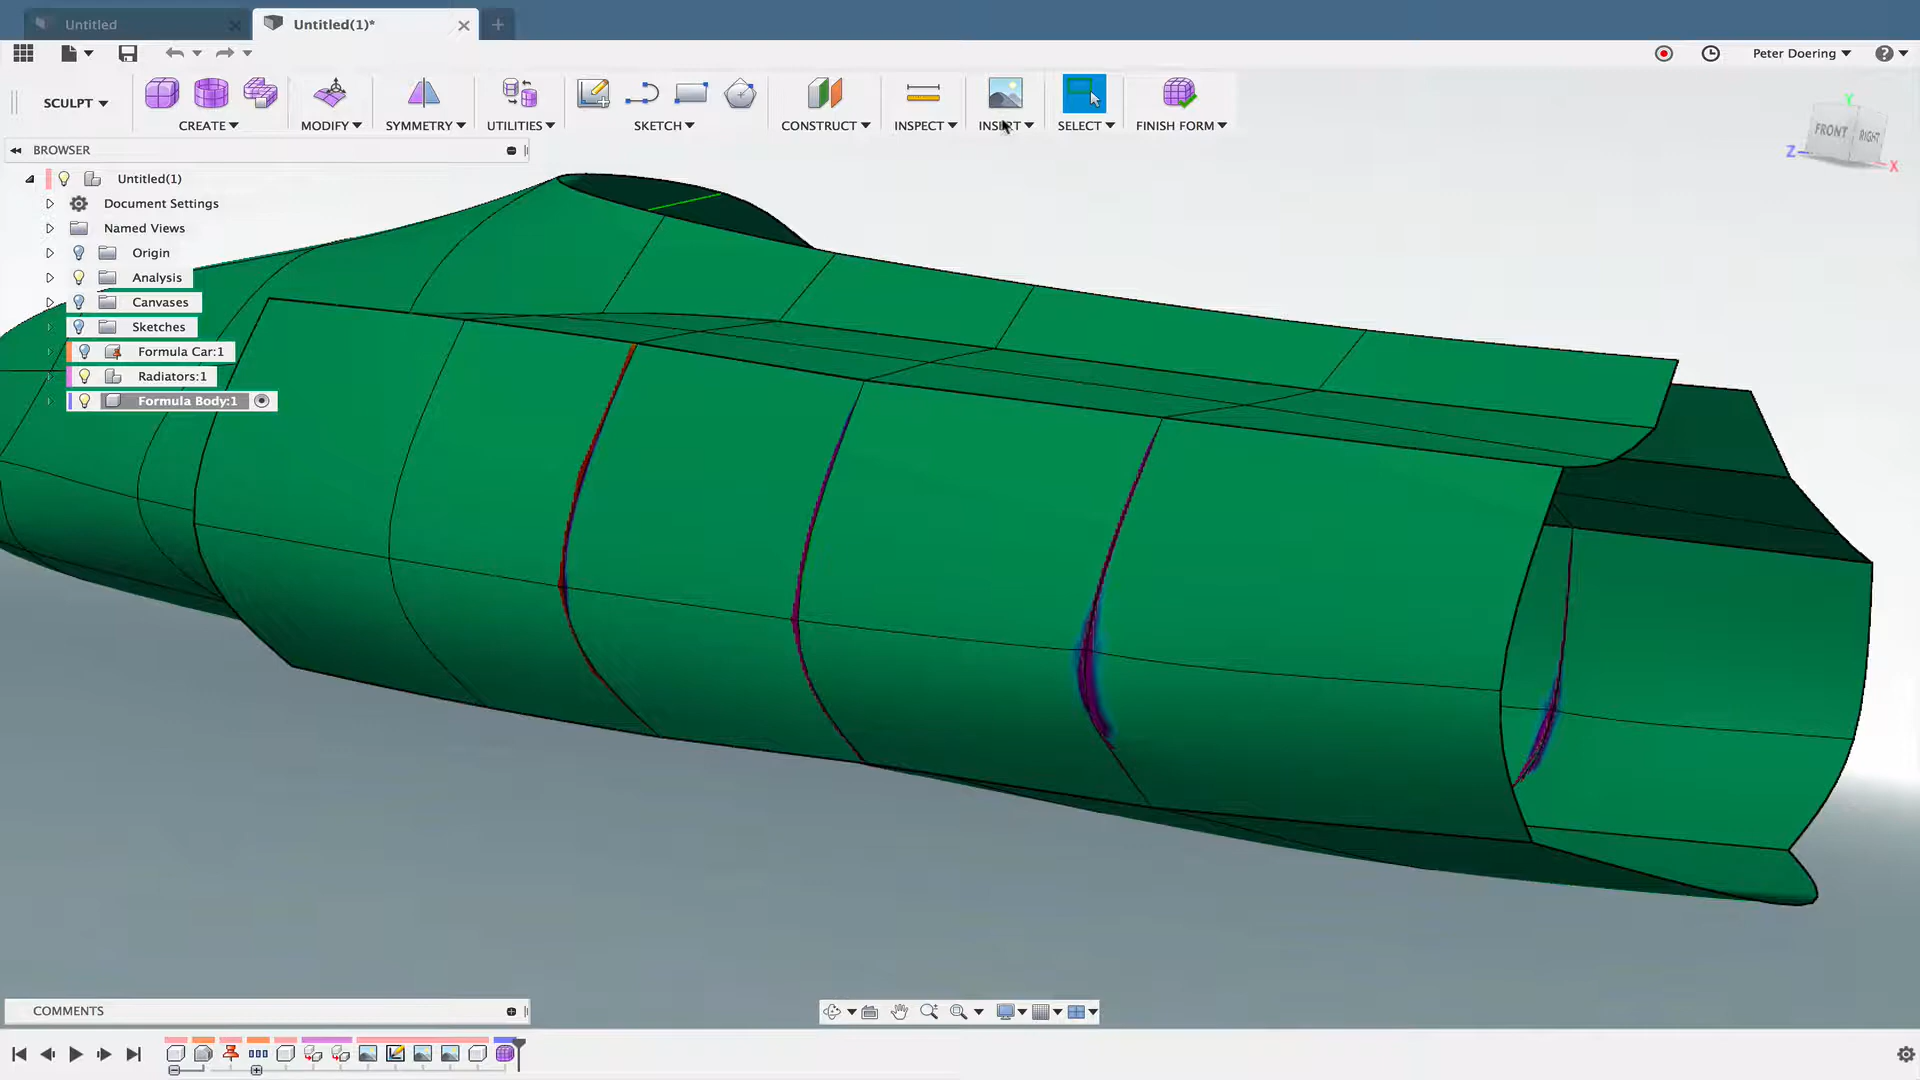 Untitled
Untitled(1)*
Peter Doering
SCULPT
CREATE
MODIFY
SYMMETRY
UTILITIES
SKETCH
CONSTRUCT
INSPECT
INSERT
SELECT
FINISH FORM
Y
FRONT
RIGHT
Z
X
BROWSER
Untitled(1)
Document Settings
Named Views
Origin
Analysis
Canvases
Sketches
Formula Car:1
Radiators:1
Formula Body:1
COMMENTS